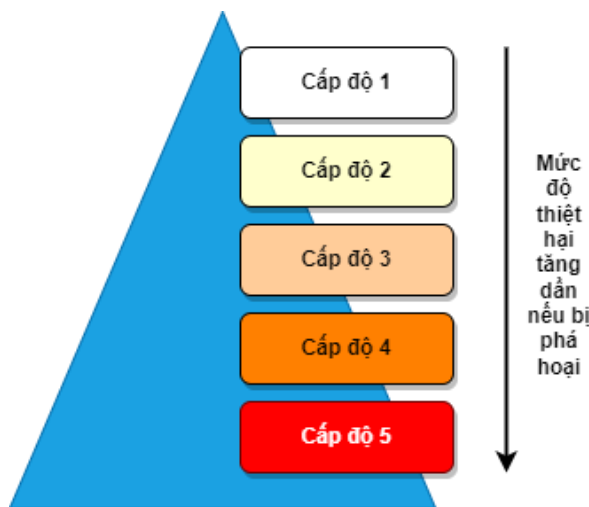 Cấp độ 1
Cấp độ 2
Cấp độ 3
Cấp độ 4
Cấp độ 5
Mức
độ
thiệt
hại
tăng
dần
nếu bị
phá
hoại